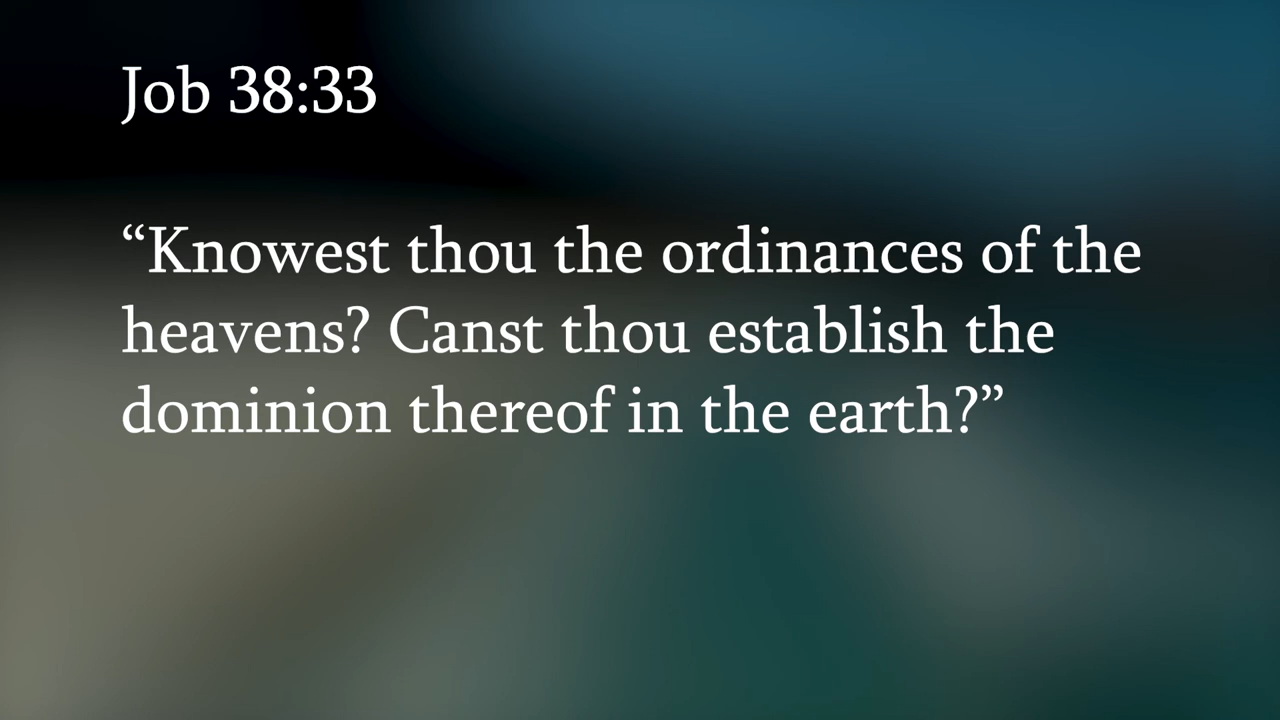 Job 38:33
“Knowest thou the ordinances of the
heavens? Canst thou establish the
dominion thereof in the earth?”